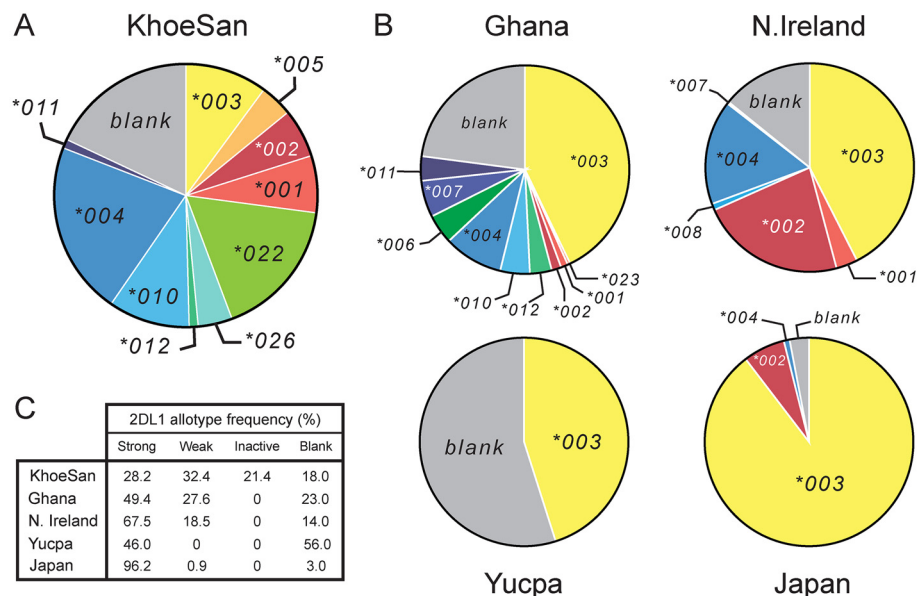 A KhoeSan
*003
*005
*002
*001
*022
*026
*012
*010
*004
*011
blank
B Ghana
*003
*023
*001
*002
*012
*010
*004
*006
*007
*011
blank
N.Ireland
*003
*001
*002
*008
*004
*007
blank
blank
*003
Yucpa
*004
blank
*002
*003
Japan
C
2DL1 allotype frequency (%)
Strong Weak Inactive Blank
KhoeSan 28.2 32.4 21.4 18.0
Ghana 49.4 27.6 0 23.0
N. Ireland 67.5 18.5 0 14.0
Yucpa 46.0 0 0 56.0
Japan 96.2 0.9 0 3.0